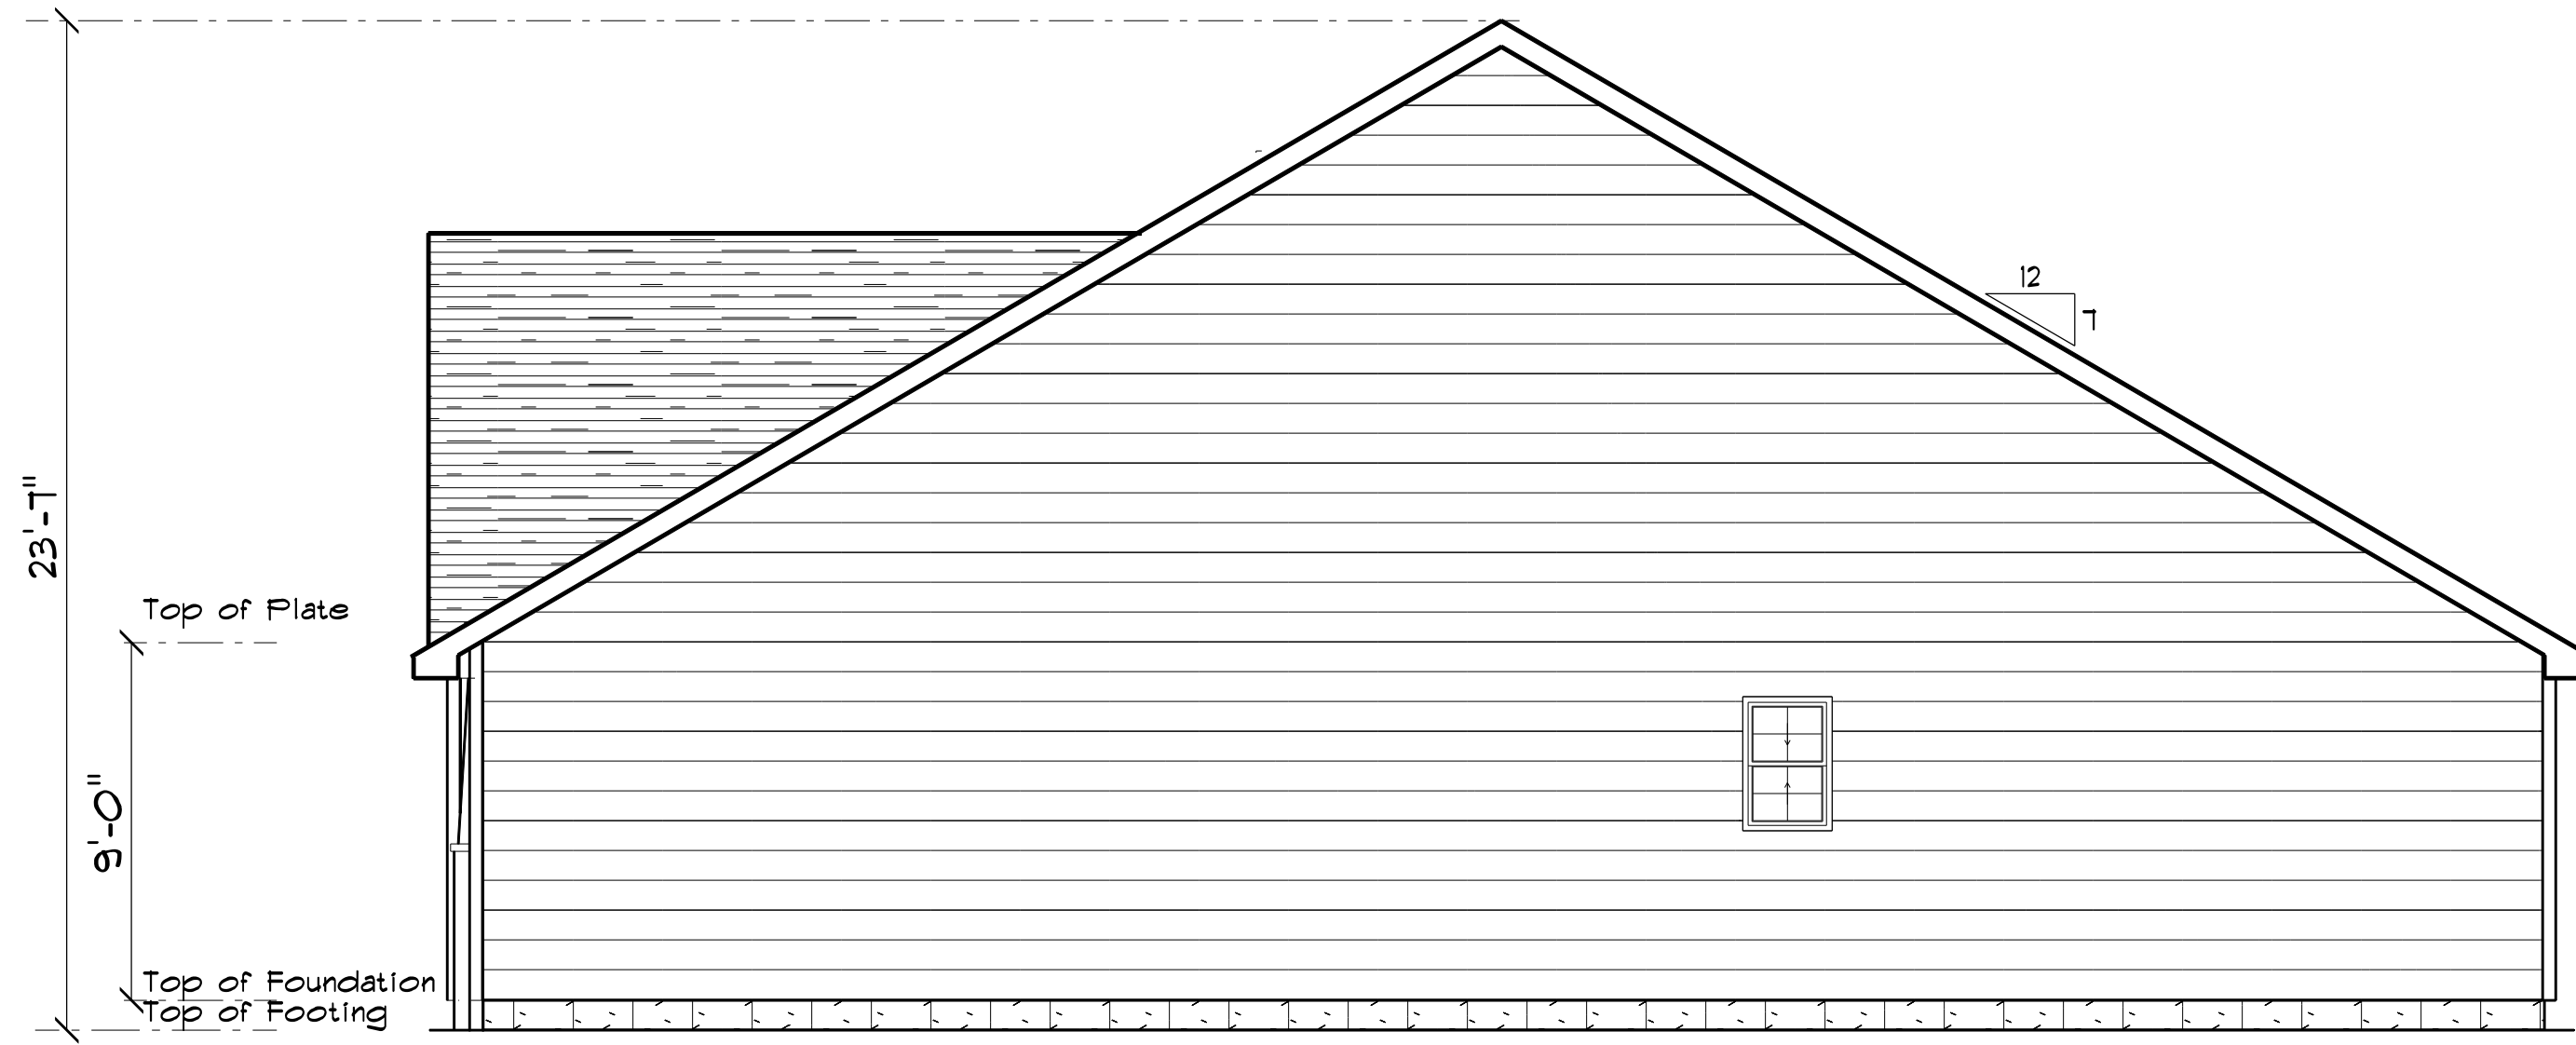 12
7
23'-7"
Top of Plate
9'-0"
Top of Foundation
Top of Footing